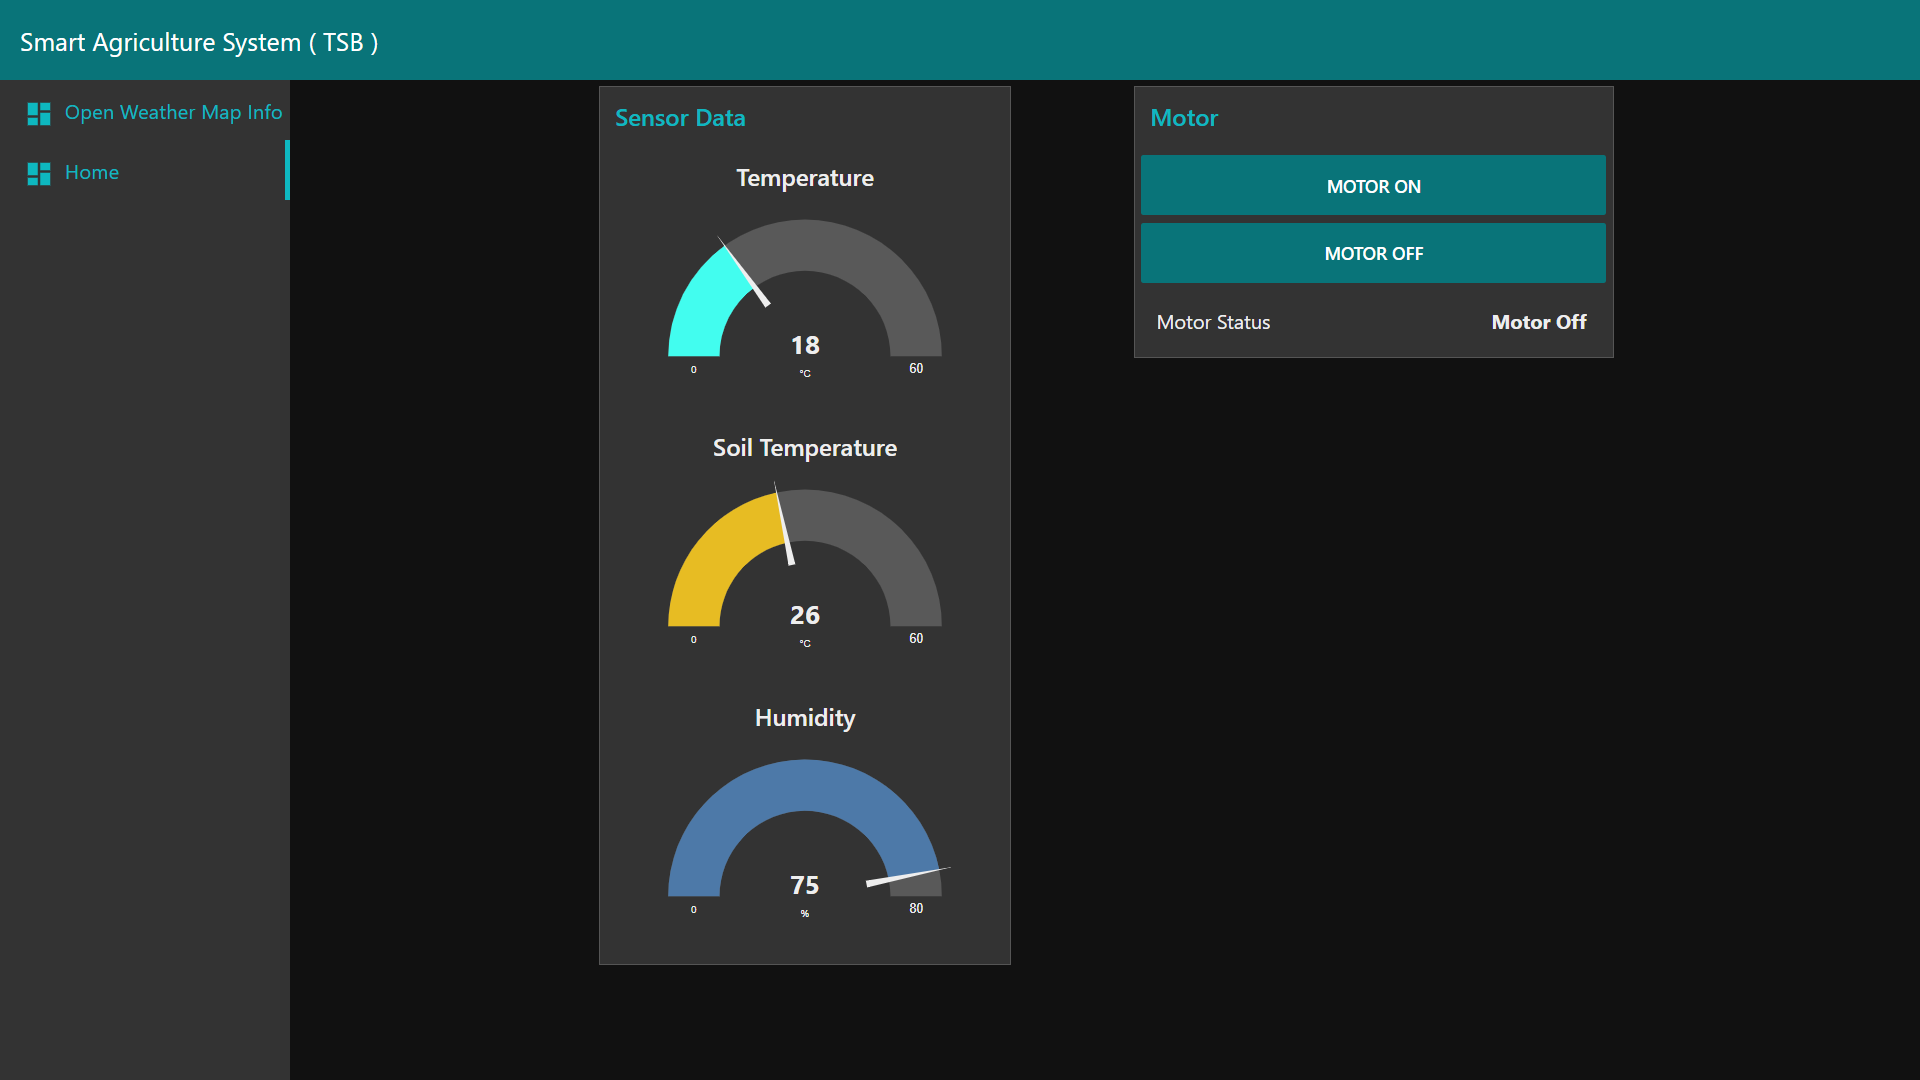 Smart Agriculture System ( TSB )
Open Weather Map Info
Home
Sensor Data
Temperature
18
°C
0
60
Soil Temperature
26
°C
0
60
Humidity
75
%
0
80
Motor
MOTOR ON
MOTOR OFF
Motor Status Motor Off